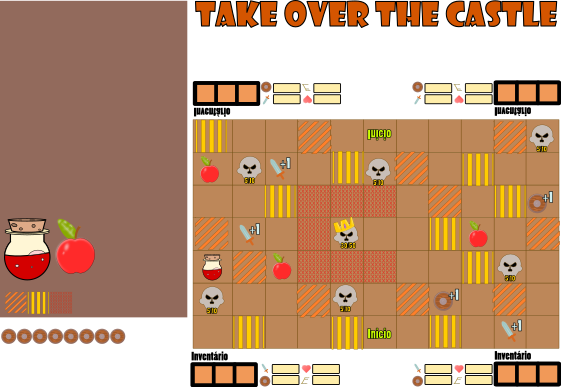 TAKE OVER THE CASTLE
Inventário
Inventário
Início
+1
+1
+1
+1
+1
Início
Inventário
Inventário